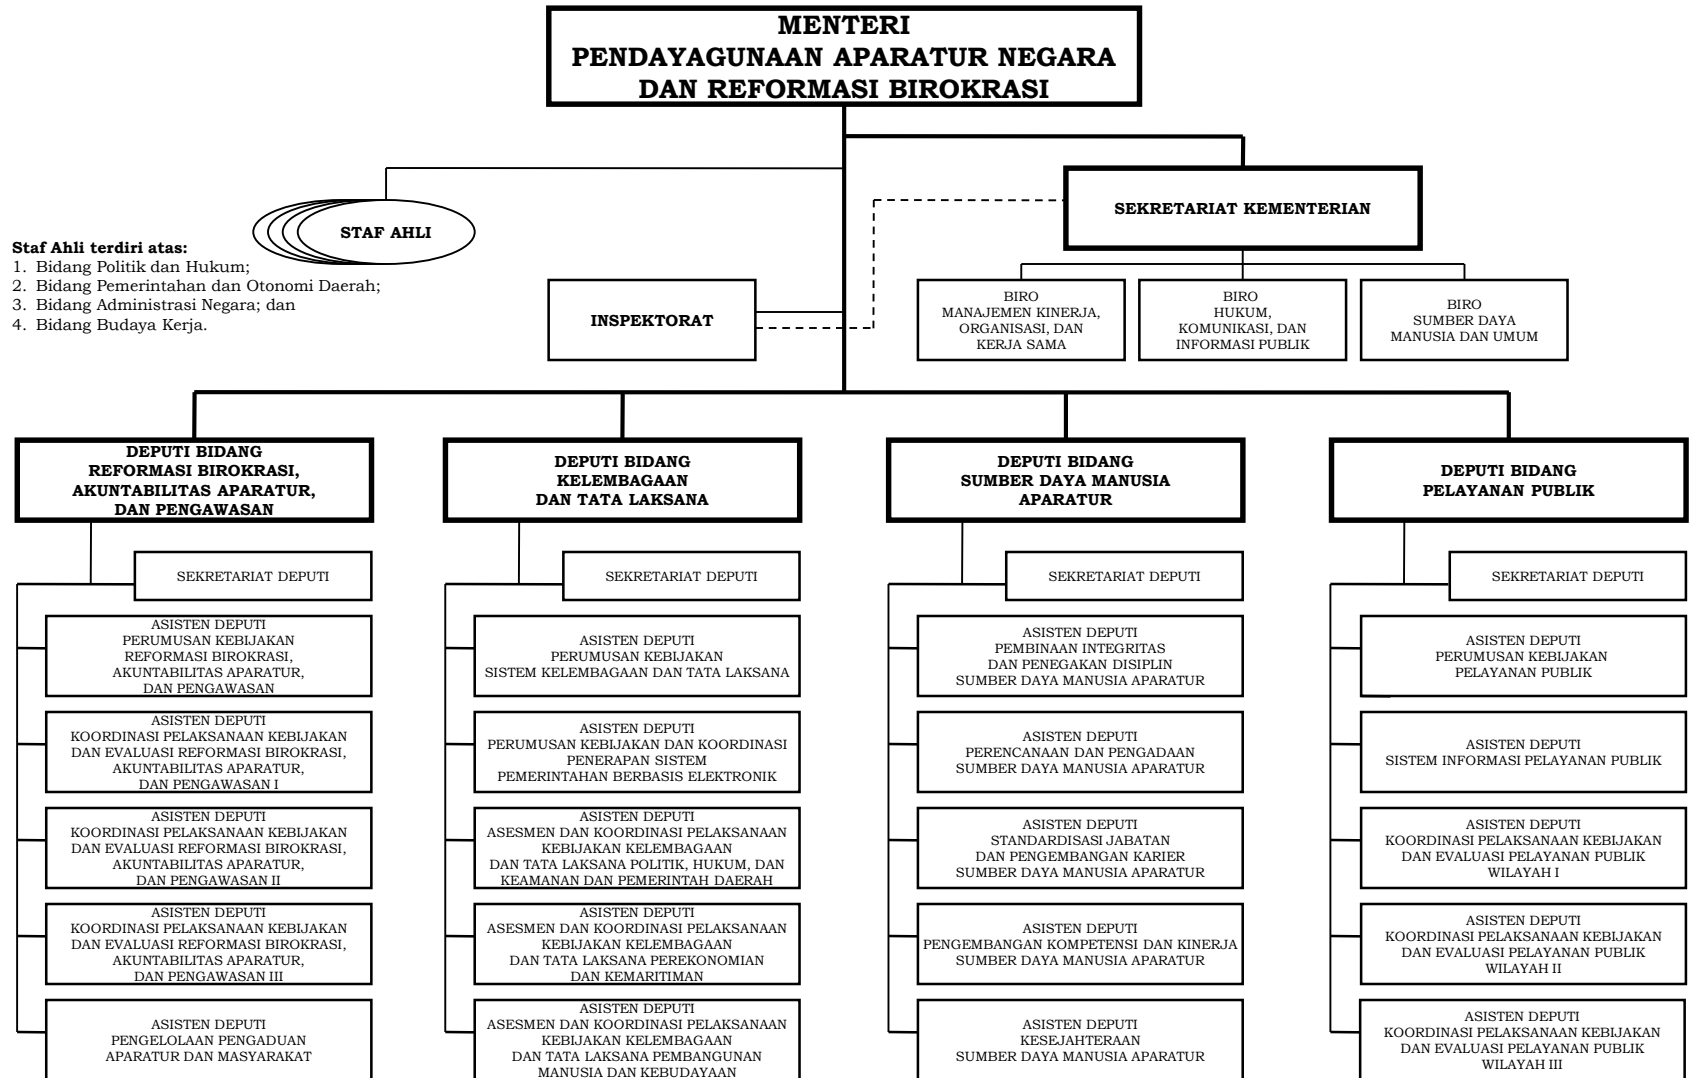 MENTERI
PENDAYAGUNAAN APARATUR NEGARA
DAN REFORMASI BIROKRASI
SEKRETARIAT KEMENTERIAN
STAF AHLI
Staf Ahli terdiri atas:
1. Bidang Politik dan Hukum;
2. Bidang Pemerintahan dan Otonomi Daerah;
3. Bidang Administrasi Negara; dan
4. Bidang Budaya Kerja.
INSPEKTORAT
BIRO
MANAJEMEN KINERJA,
ORGANISASI, DAN
KERJA SAMA
BIRO
HUKUM,
KOMUNIKASI, DAN
INFORMASI PUBLIK
BIRO
SUMBER DAYA
MANUSIA DAN UMUM
DEPUTI BIDANG
REFORMASI BIROKRASI,
AKUNTABILITAS APARATUR,
DAN PENGAWASAN
SEKRETARIAT DEPUTI
ASISTEN DEPUTI
PERUMUSAN KEBIJAKAN
REFORMASI BIROKRASI,
AKUNTABILITAS APARATUR,
DAN PENGAWASAN
ASISTEN DEPUTI
KOORDINASI PELAKSANAAN KEBIJAKAN
DAN EVALUASI REFORMASI BIROKRASI,
AKUNTABILITAS APARATUR,
DAN PENGAWASAN I
ASISTEN DEPUTI
KOORDINASI PELAKSANAAN KEBIJAKAN
DAN EVALUASI REFORMASI BIROKRASI,
AKUNTABILITAS APARATUR,
DAN PENGAWASAN II
ASISTEN DEPUTI
KOORDINASI PELAKSANAAN KEBIJAKAN
DAN EVALUASI REFORMASI BIROKRASI,
AKUNTABILITAS APARATUR,
DAN PENGAWASAN III
ASISTEN DEPUTI
PENGELOLAAN PENGADUAN
APARATUR DAN MASYARAKAT
DEPUTI BIDANG
KELEMBAGAAN
DAN TATA LAKSANA
SEKRETARIAT DEPUTI
ASISTEN DEPUTI
PERUMUSAN KEBIJAKAN
SISTEM KELEMBAGAAN DAN TATA LAKSANA
ASISTEN DEPUTI
PERUMUSAN KEBIJAKAN DAN KOORDINASI
PENERAPAN SISTEM
PEMERINTAHAN BERBASIS ELEKTRONIK
ASISTEN DEPUTI
ASESMEN DAN KOORDINASI PELAKSANAAN
KEBIJAKAN KELEMBAGAAN
DAN TATA LAKSANA POLITIK, HUKUM, DAN
KEAMANAN DAN PEMERINTAH DAERAH
ASISTEN DEPUTI
ASESMEN DAN KOORDINASI PELAKSANAAN
KEBIJAKAN KELEMBAGAAN
DAN TATA LAKSANA PEREKONOMIAN
DAN KEMARITIMAN
ASISTEN DEPUTI
ASESMEN DAN KOORDINASI PELAKSANAAN
KEBIJAKAN KELEMBAGAAN
DAN TATA LAKSANA PEMBANGUNAN
MANUSIA DAN KEBUDAYAAN
DEPUTI BIDANG
SUMBER DAYA MANUSIA
APARATUR
SEKRETARIAT DEPUTI
ASISTEN DEPUTI
PEMBINAAN INTEGRITAS
DAN PENEGAKAN DISIPLIN
SUMBER DAYA MANUSIA APARATUR
ASISTEN DEPUTI
PERENCANAAN DAN PENGADAAN
SUMBER DAYA MANUSIA APARATUR
ASISTEN DEPUTI
STANDARDISASI JABATAN
DAN PENGEMBANGAN KARIER
SUMBER DAYA MANUSIA APARATUR
ASISTEN DEPUTI
PENGEMBANGAN KOMPETENSI DAN KINERJA
SUMBER DAYA MANUSIA APARATUR
ASISTEN DEPUTI
KESEJAHTERAAN
SUMBER DAYA MANUSIA APARATUR
DEPUTI BIDANG
PELAYANAN PUBLIK
SEKRETARIAT DEPUTI
ASISTEN DEPUTI
PERUMUSAN KEBIJAKAN
PELAYANAN PUBLIK
ASISTEN DEPUTI
SISTEM INFORMASI PELAYANAN PUBLIK
ASISTEN DEPUTI
KOORDINASI PELAKSANAAN KEBIJAKAN
DAN EVALUASI PELAYANAN PUBLIK
WILAYAH I
ASISTEN DEPUTI
KOORDINASI PELAKSANAAN KEBIJAKAN
DAN EVALUASI PELAYANAN PUBLIK
WILAYAH II
ASISTEN DEPUTI
KOORDINASI PELAKSANAAN KEBIJAKAN
DAN EVALUASI PELAYANAN PUBLIK
WILAYAH III